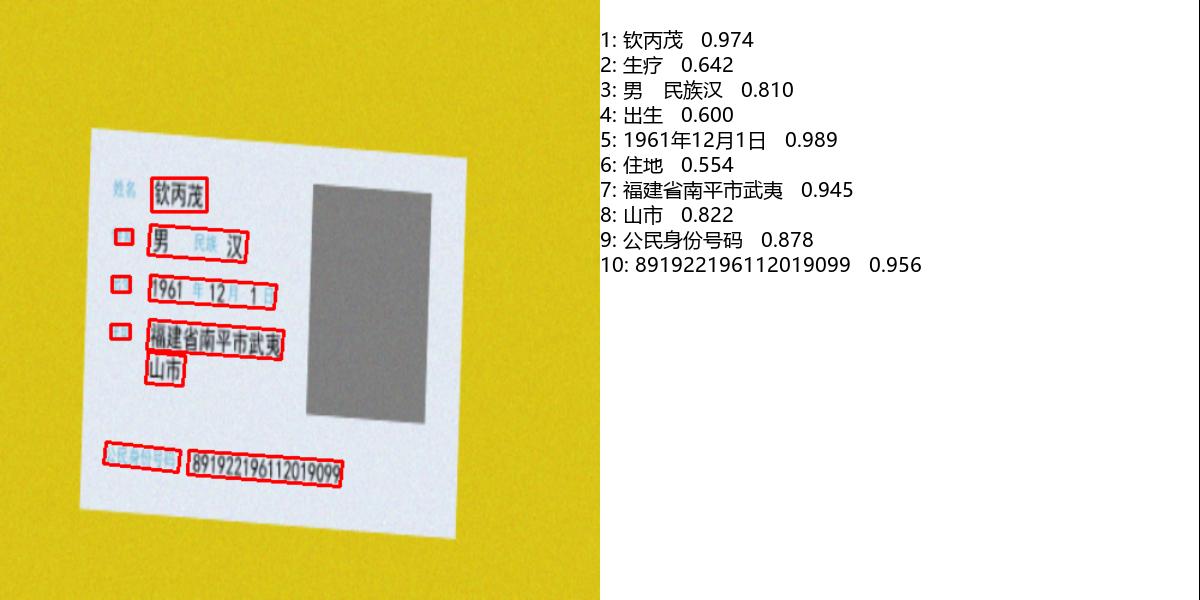 姓名 钦丙茂
男 民族 汉
1961 年 12 月 1 日
福建省南平市武夷
山市
公民身份号码 891922196112019099
1: 钦丙茂 0.974
2: 生疗 0.642
3: 男 民族汉 0.810
4: 出生 0.600
5: 1961年12月1日 0.989
6: 住地 0.554
7: 福建省南平市武夷 0.945
8: 山市 0.822
9: 公民身份号码 0.878
10: 891922196112019099 0.956